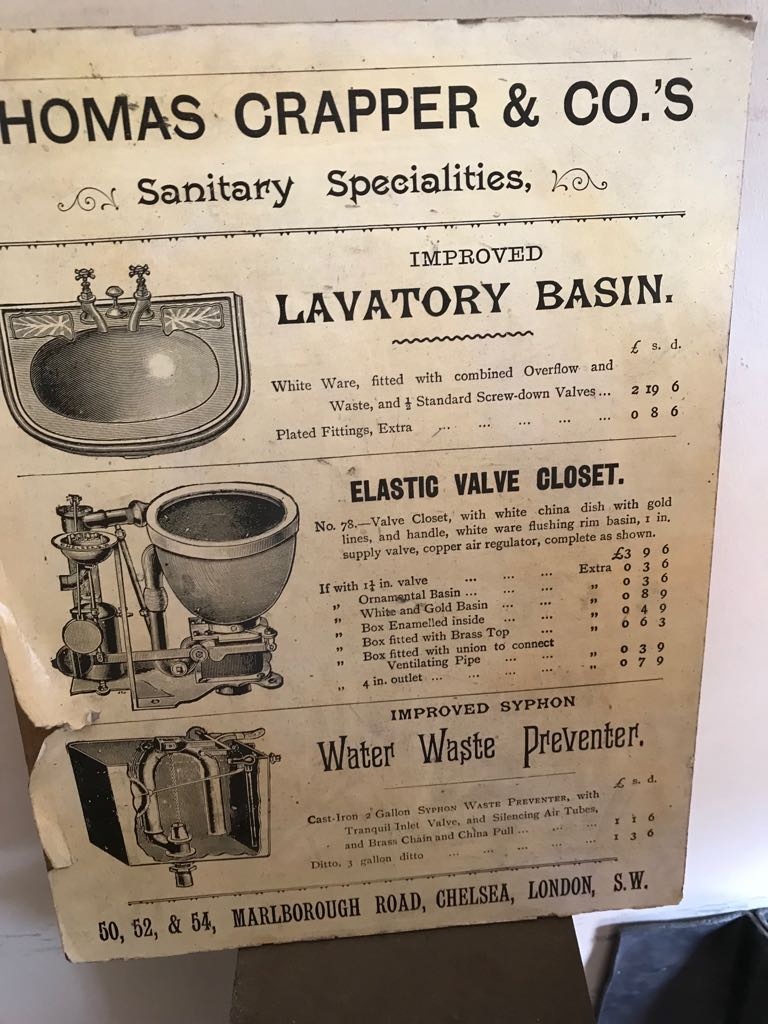 HOMAS CRAPPER & CO.'S
Sanitary Specialities,
IMPROVED
LAVATORY BASIN.
£ s. d.
White Ware, fitted with combined Overflow and
Waste, and ½ Standard Screw-down Valves ... 2 19 6
Plated Fittings, Extra ... ... ... ... ... 0 8 6
ELASTIC VALVE CLOSET.
No. 78.—Valve Closet, with white china dish with gold
lines, and handle, white ware flushing rim basin, 1 in.
supply valve, copper air regulator, complete as shown.
£3 9 6
If with 1¼ in. valve ... ... ... Extra 0 3 6
„ Ornamental Basin ... ... ... „ 0 3 6
„ White and Gold Basin ... ... „ 0 8 9
„ Box Enamelled inside ... ... „ 0 4 9
„ Box fitted with Brass Top ... „ 0 6 3
„ Box fitted with union to connect
Ventilating Pipe ... ... „ 0 3 9
„ 4 in. outlet ... ... ... ... „ 0 7 9
IMPROVED SYPHON
Water Waste Preventer.
£ s. d.
Cast-Iron 2 Gallon SYPHON WASTE PREVENTER, with
Tranquil Inlet Valve, and Silencing Air Tubes,
and Brass Chain and China Pull ... ... ... 1 1 6
Ditto, 3 gallon ditto ... ... ... ... ... 1 3 6
50, 52, & 54, MARLBOROUGH ROAD, CHELSEA, LONDON, S.W.